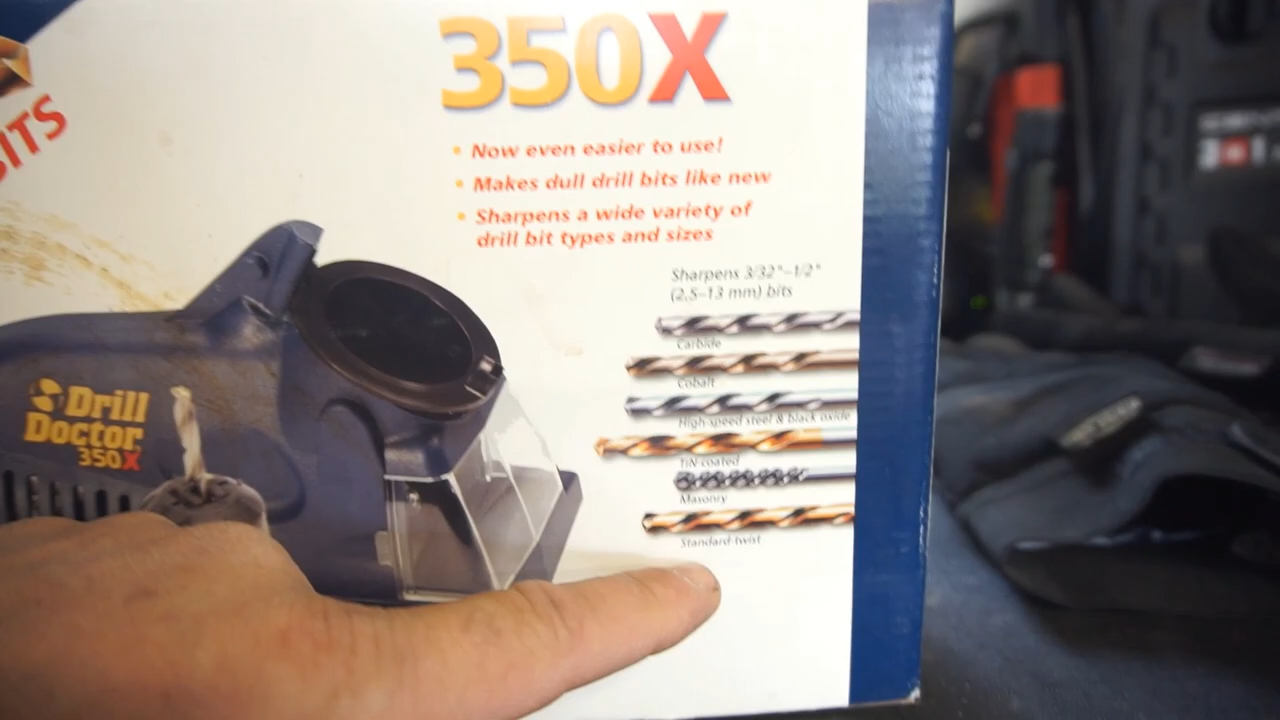 350X
BITS
• Now even easier to use!
• Makes dull drill bits like new
• Sharpens a wide variety of
drill bit types and sizes
Sharpens 3/32"–1/2"
(2.5–13 mm) bits
Carbide
Cobalt
High-speed steel & black oxide
TiN-coated
Masonry
Standard-twist
Drill
Doctor
350X